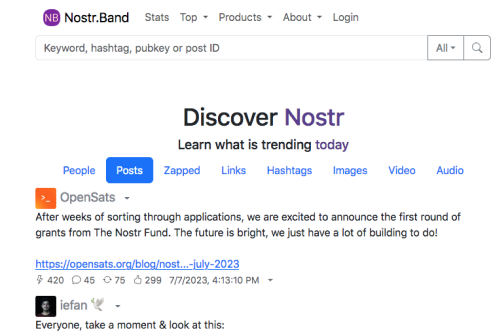 NB Nostr.Band Stats Top Products About Login
Keyword, hashtag, pubkey or post ID All
Discover Nostr
Learn what is trending today
People Posts Zapped Links Hashtags Images Video Audio
>_ OpenSats
After weeks of sorting through applications, we are excited to announce the first round of
grants from The Nostr Fund. The future is bright, we just have a lot of building to do!
https://opensats.org/blog/nost...-july-2023
420 45 75 299 7/7/2023, 4:13:10 PM
iefan 🕊️
Everyone, take a moment & look at this: